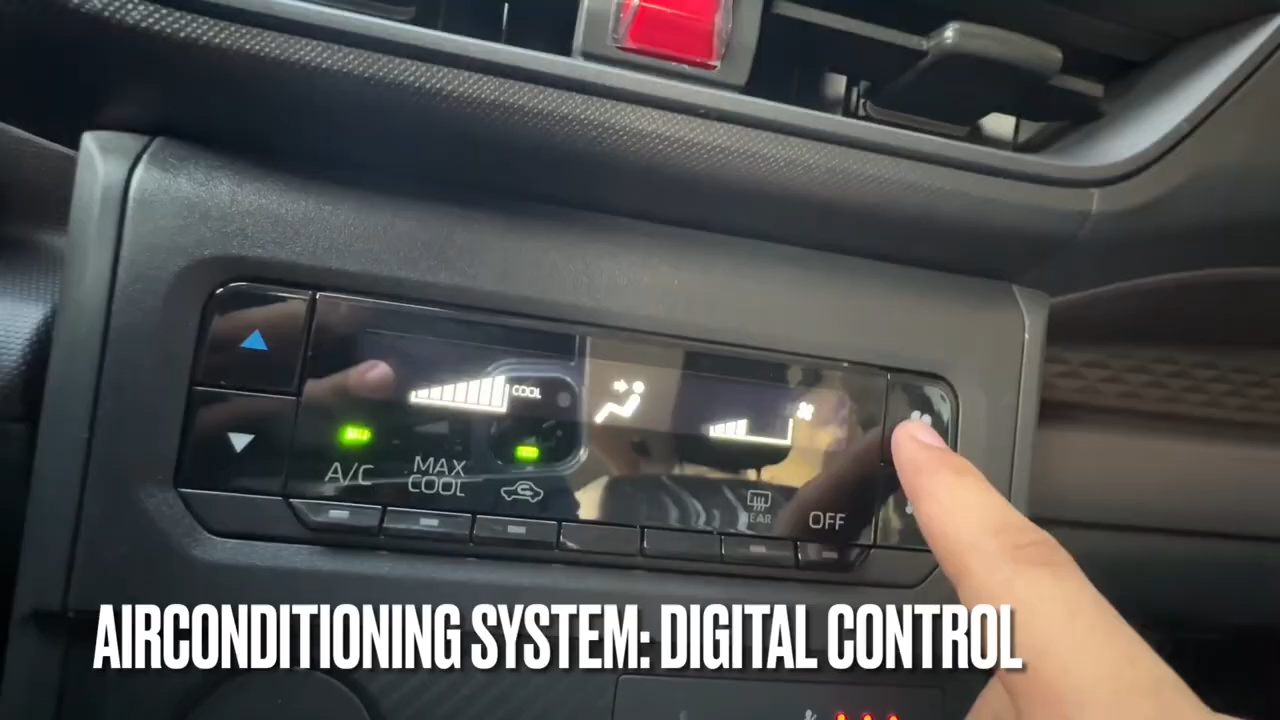 COOL
A/C
MAX
COOL
REAR
OFF
AIRCONDITIONING SYSTEM: DIGITAL CONTROL